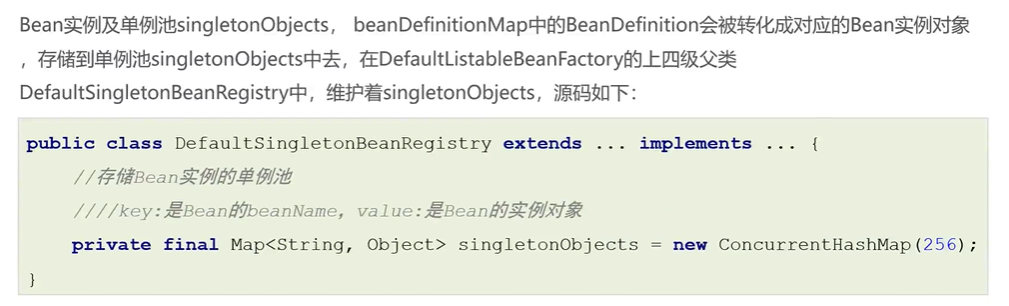 Bean实例及单例池singletonObjects， beanDefinitionMap中的BeanDefinition会被转化成对应的Bean实例对象
，存储到单例池singletonObjects中去，在DefaultListableBeanFactory的上四级父类
DefaultSingletonBeanRegistry中，维护着singletonObjects，源码如下：
public class DefaultSingletonBeanRegistry extends ... implements ... {
//存储Bean实例的单例池
////key:是Bean的beanName，value:是Bean的实例对象
private final Map<String, Object> singletonObjects = new ConcurrentHashMap(256);
}